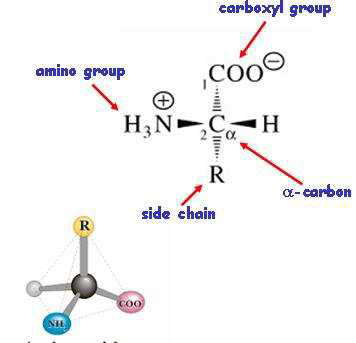 carboxyl group
1
COO⊖
amino group
⊕
H3N
2
C
α
H
R
α-carbon
side chain
R
COO
NH3